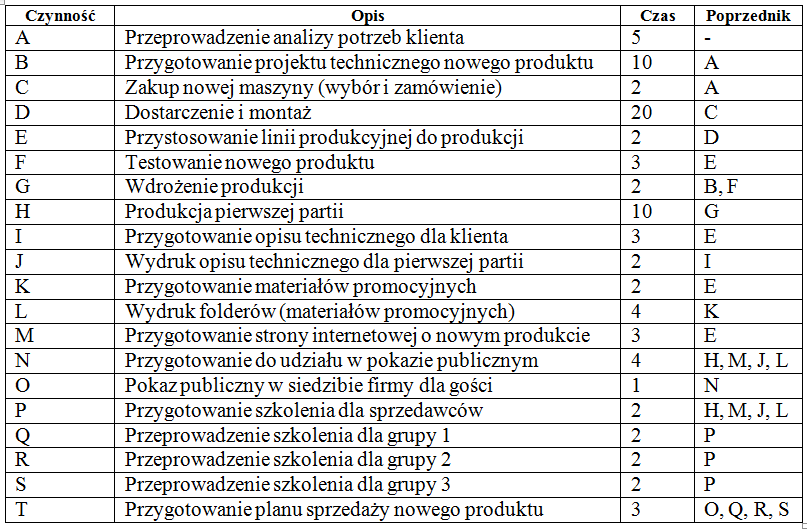 Czynność Opis Czas Poprzednik
A Przeprowadzenie analizy potrzeb klienta 5 -
B Przygotowanie projektu technicznego nowego produktu 10 A
C Zakup nowej maszyny (wybór i zamówienie) 2 A
D Dostarczenie i montaż 20 C
E Przystosowanie linii produkcyjnej do produkcji 2 D
F Testowanie nowego produktu 3 E
G Wdrożenie produkcji 2 B, F
H Produkcja pierwszej partii 10 G
I Przygotowanie opisu technicznego dla klienta 3 E
J Wydruk opisu technicznego dla pierwszej partii 2 I
K Przygotowanie materiałów promocyjnych 2 E
L Wydruk folderów (materiałów promocyjnych) 4 K
M Przygotowanie strony internetowej o nowym produkcie 3 E
N Przygotowanie do udziału w pokazie publicznym 4 H, M, J, L
O Pokaz publiczny w siedzibie firmy dla gości 1 N
P Przygotowanie szkolenia dla sprzedawców 2 H, M, J, L
Q Przeprowadzenie szkolenia dla grupy 1 2 P
R Przeprowadzenie szkolenia dla grupy 2 2 P
S Przeprowadzenie szkolenia dla grupy 3 2 P
T Przygotowanie planu sprzedaży nowego produktu 3 O, Q, R, S